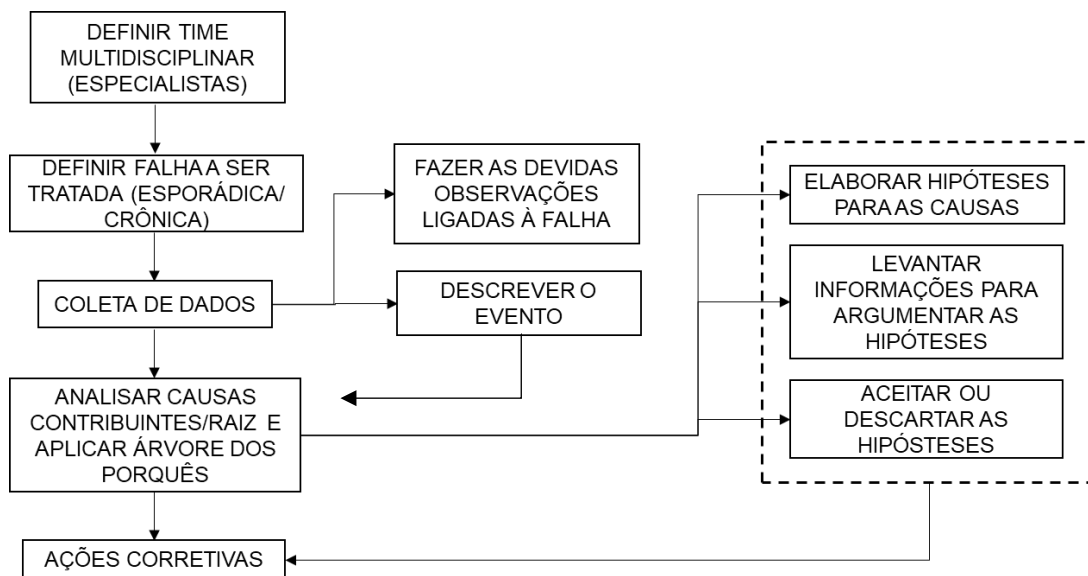 DEFINIR TIME
MULTIDISCIPLINAR
(ESPECIALISTAS)
DEFINIR FALHA A SER
TRATADA (ESPORÁDICA/
CRÔNICA)
COLETA DE DADOS
ANALISAR CAUSAS
CONTRIBUINTES/RAIZ E
APLICAR ÁRVORE DOS
PORQUÊS
AÇÕES CORRETIVAS
FAZER AS DEVIDAS
OBSERVAÇÕES
LIGADAS À FALHA
DESCREVER O
EVENTO
ELABORAR HIPÓTESES
PARA AS CAUSAS
LEVANTAR
INFORMAÇÕES PARA
ARGUMENTAR AS
HIPÓTESES
ACEITAR OU
DESCARTAR AS
HIPÓSTESES